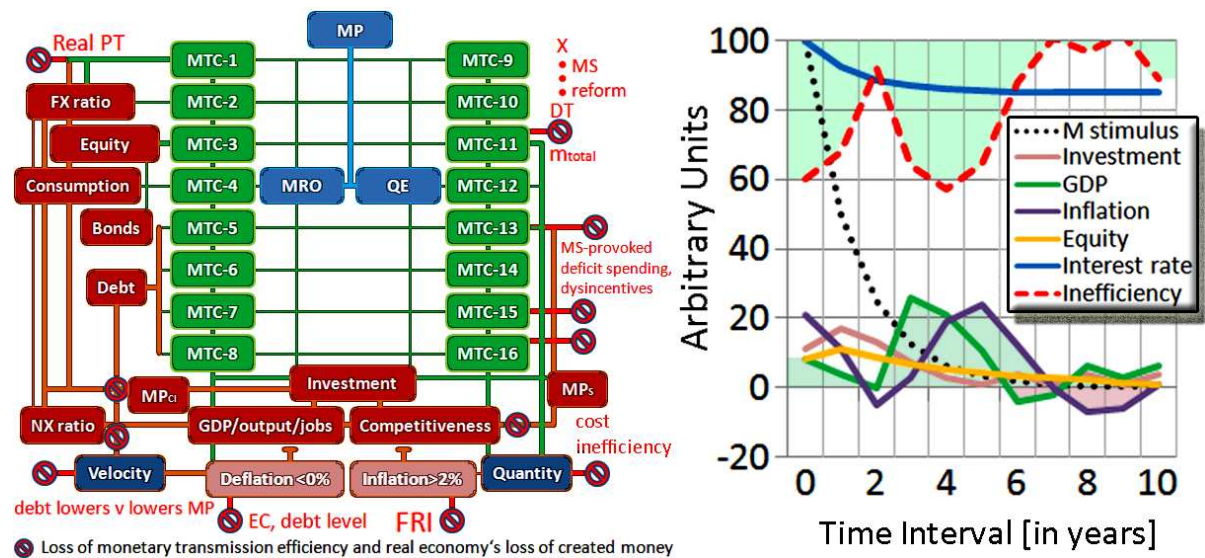 Real PT
MP
X
MS
reform
DT
mtotal
MTC-1
MTC-9
FX ratio
MTC-2
MTC-10
Equity
MTC-3
MTC-11
Consumption
MTC-4
MRO
QE
MTC-12
Bonds
MTC-5
MTC-13
MS-provoked
deficit spending,
dysincentives
Debt
MTC-6
MTC-14
MTC-7
MTC-15
MTC-8
MTC-16
MPCI
Investment
MPS
NX ratio
GDP/output/jobs
Competitiveness
cost
inefficiency
Velocity
Deflation <0%
Inflation>2%
Quantity
debt lowers v lowers MP
EC, debt level
FRI
Loss of monetary transmission efficiency and real economy's loss of created money
Arbitrary Units
100
80
60
40
20
0
-20
M stimulus
Investment
GDP
Inflation
Equity
Interest rate
Inefficiency
0 2 4 6 8 10
Time Interval [in years]